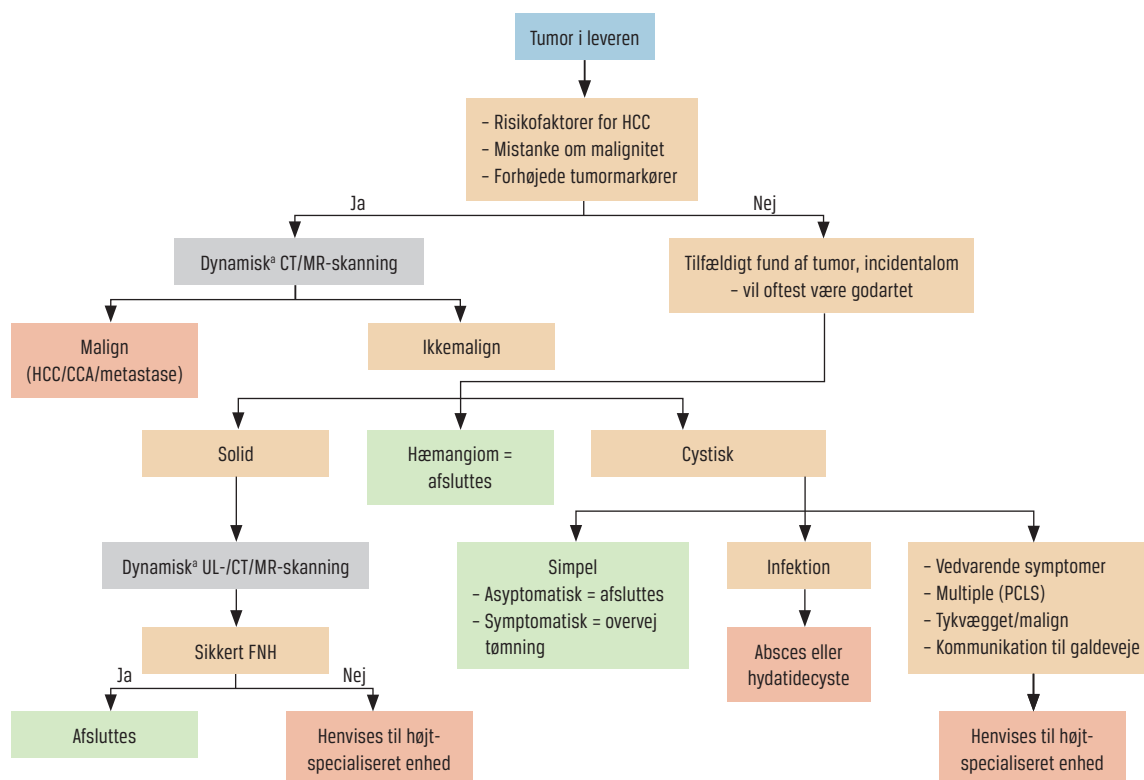 Tumor i leveren
– Risikofaktorer for HCC
– Mistanke om malignitet
– Forhøjede tumormarkører
Ja
Nej
Dynamiskª CT/MR-skanning
Tilfældigt fund af tumor, incidentalom
– vil oftest være godartet
Malign
(HCC/CCA/metastase)
Ikkemalign
Solid
Hæmangiom =
afsluttes
Cystisk
Dynamiskª UL-/CT/MR-skanning
Simpel
– Asyptomatisk = afsluttes
– Symptomatisk = overvej
tømning
Infektion
– Vedvarende symptomer
– Multiple (PCLS)
– Tykvægget/malign
– Kommunikation til galdeveje
Sikkert FNH
Absces eller
hydatidecyste
Ja
Nej
Afsluttes
Henvises til højt-
specialiseret enhed
Henvises til højt-
specialiseret enhed